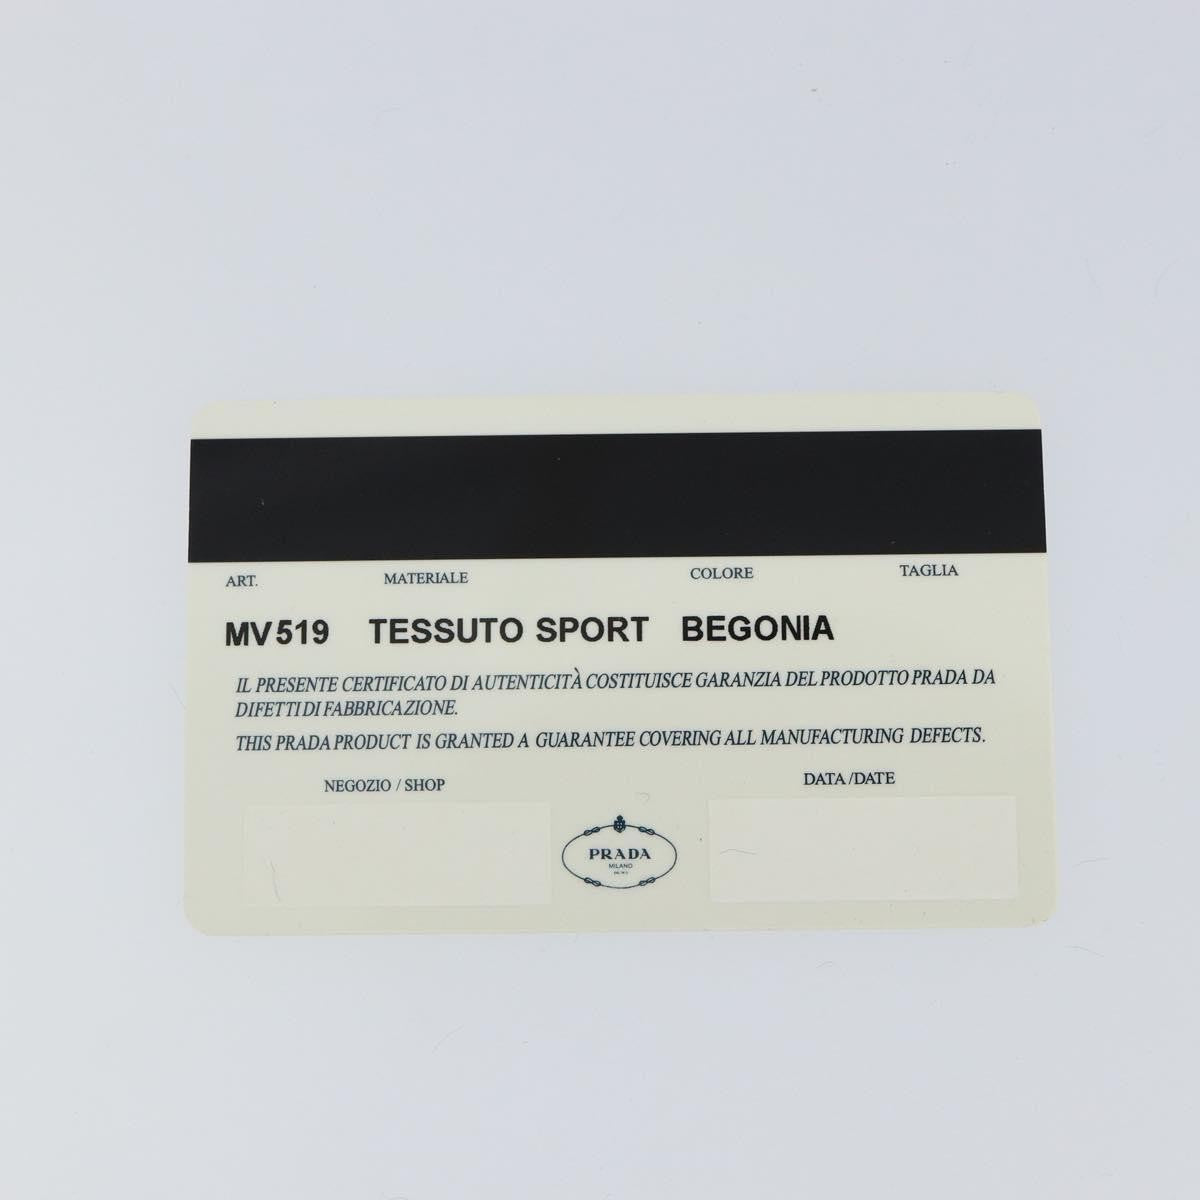 ART. MATERIALE COLORE TAGLIA
MV519 TESSUTO SPORT BEGONIA
IL PRESENTE CERTIFICATO DI AUTENTICITÀ COSTITUISCE GARANZIA DEL PRODOTTO PRADA DA
DIFETTI DI FABBRICAZIONE.
THIS PRADA PRODUCT IS GRANTED A GUARANTEE COVERING ALL MANUFACTURING DEFECTS.
NEGOZIO / SHOP DATA /DATE
PRADA
MILANO